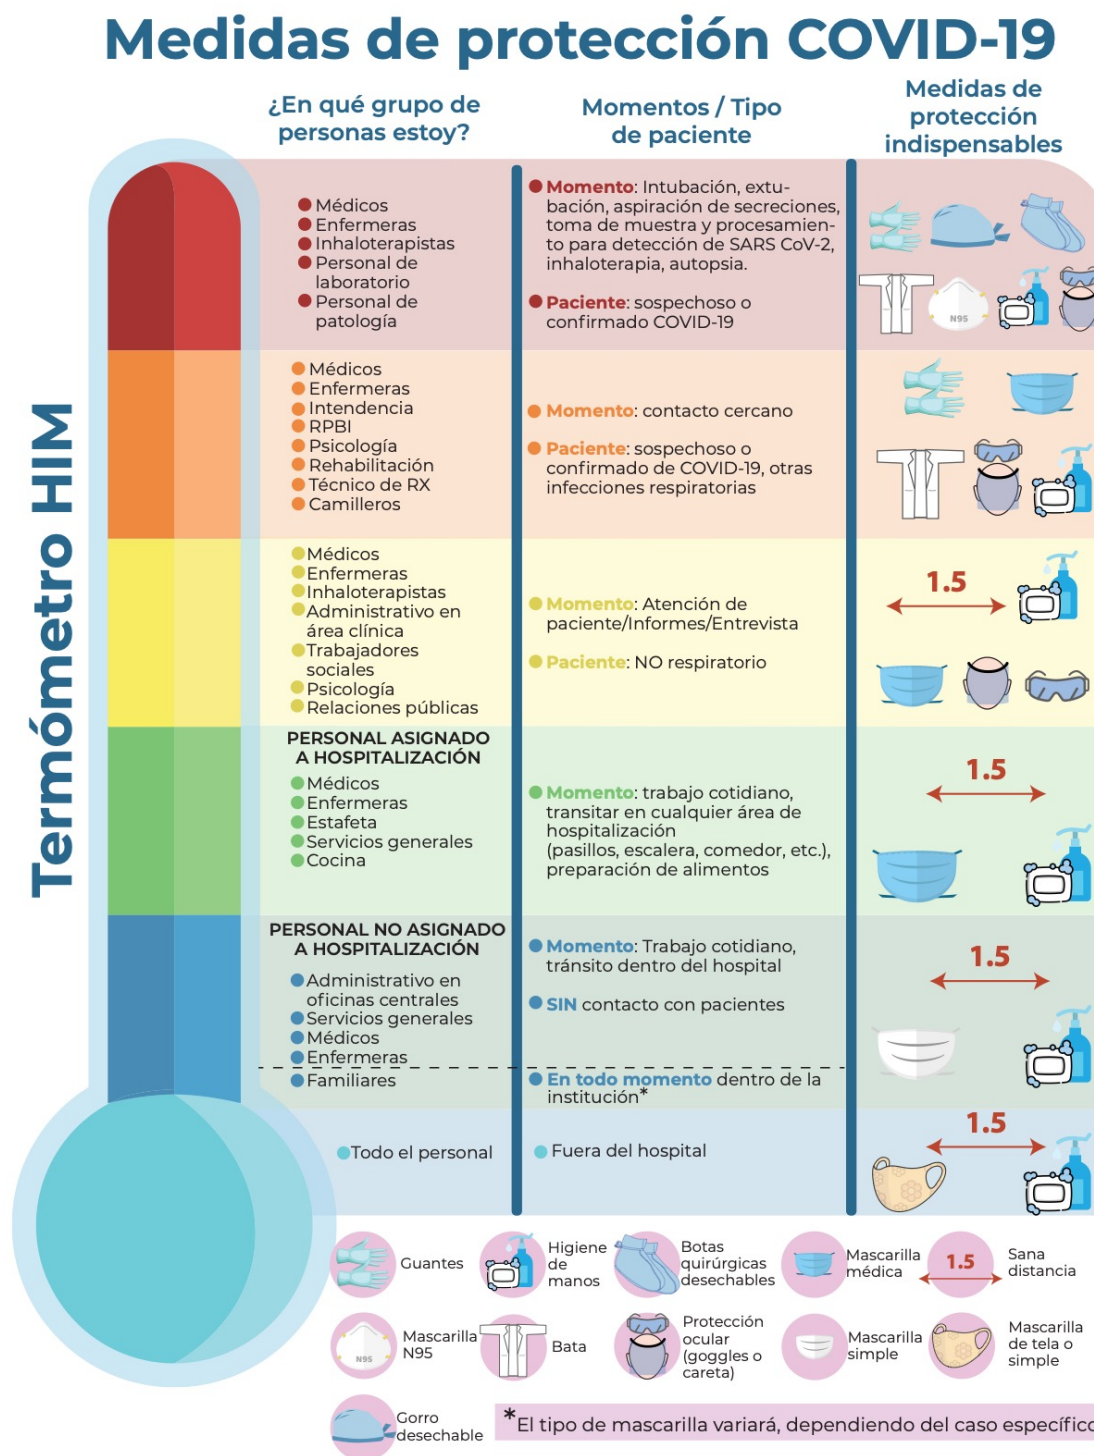 Medidas de protección COVID-19
¿En qué grupo de
personas estoy?
Momentos / Tipo
de paciente
Medidas de
protección
indispensables
Termómetro HIM
Médicos
Enfermeras
Inhaloterapistas
Personal de
laboratorio
Personal de
patología
Momento: Intubación, extu-
bación, aspiración de secreciones,
toma de muestra y procesamien-
to para detección de SARS CoV-2,
inhaloterapia, autopsia.
Paciente: sospechoso o
confirmado COVID-19
N95
Médicos
Enfermeras
Intendencia
RPBI
Psicología
Rehabilitación
Técnico de RX
Camilleros
Momento: contacto cercano
Paciente: sospechoso o
confirmado de COVID-19, otras
infecciones respiratorias
Médicos
Enfermeras
Inhaloterapistas
Administrativo en
área clínica
Trabajadores
sociales
Psicología
Relaciones públicas
Momento: Atención de
paciente/Informes/Entrevista
Paciente: NO respiratorio
1.5
PERSONAL ASIGNADO
A HOSPITALIZACIÓN
Médicos
Enfermeras
Estafeta
Servicios generales
Cocina
Momento: trabajo cotidiano,
transitar en cualquier área de
hospitalización
(pasillos, escalera, comedor, etc.),
preparación de alimentos
1.5
PERSONAL NO ASIGNADO
A HOSPITALIZACIÓN
Administrativo en
oficinas centrales
Servicios generales
Médicos
Enfermeras
Familiares
Momento: Trabajo cotidiano,
tránsito dentro del hospital
SIN contacto con pacientes
En todo momento dentro de la
institución*
1.5
Todo el personal
Fuera del hospital
1.5
Guantes
Higiene
de
manos
Botas
quirúrgicas
desechables
Mascarilla
médica
1.5
Sana
distancia
N95
Mascarilla
N95
Bata
Protección
ocular
(goggles o
careta)
Mascarilla
simple
Mascarilla
de tela o
simple
Gorro
desechable
*El tipo de mascarilla variará, dependiendo del caso específico